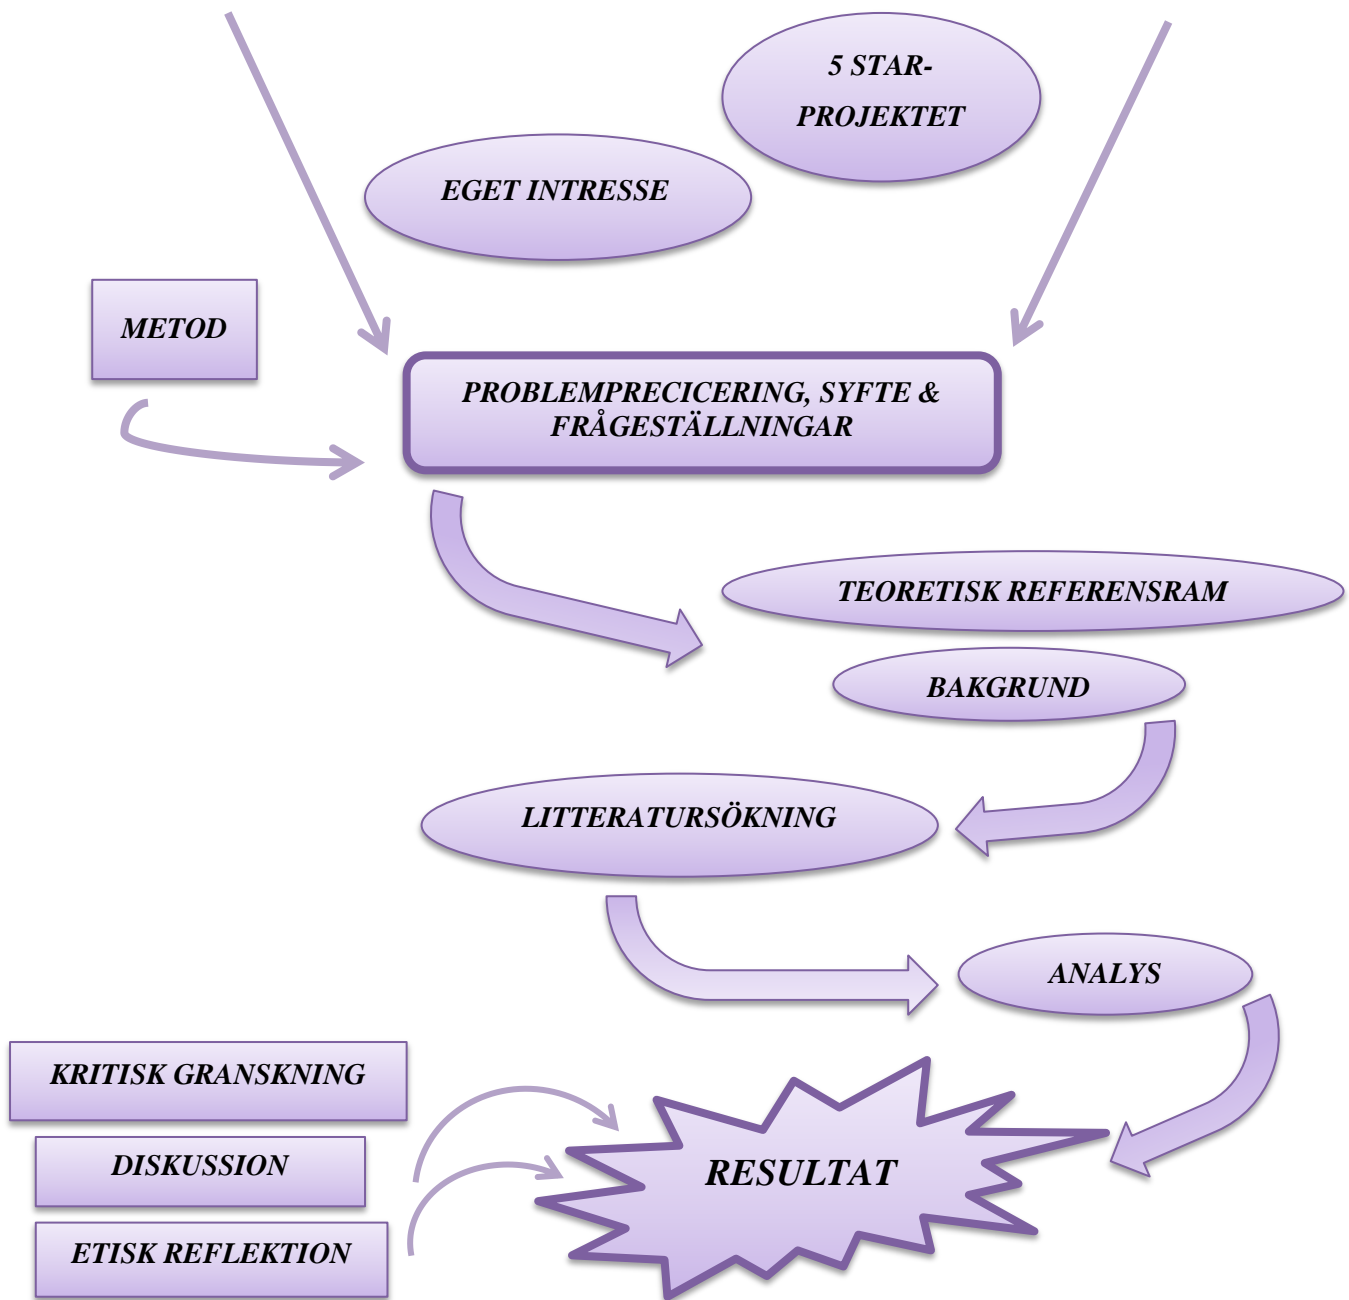 5 STAR-
PROJEKTET
EGET INTRESSE
METOD
PROBLEMPRECICERING, SYFTE &
FRÅGESTÄLLNINGAR
TEORETISK REFERENSRAM
BAKGRUND
LITTERATURSÖKNING
ANALYS
KRITISK GRANSKNING
DISKUSSION
RESULTAT
ETISK REFLEKTION